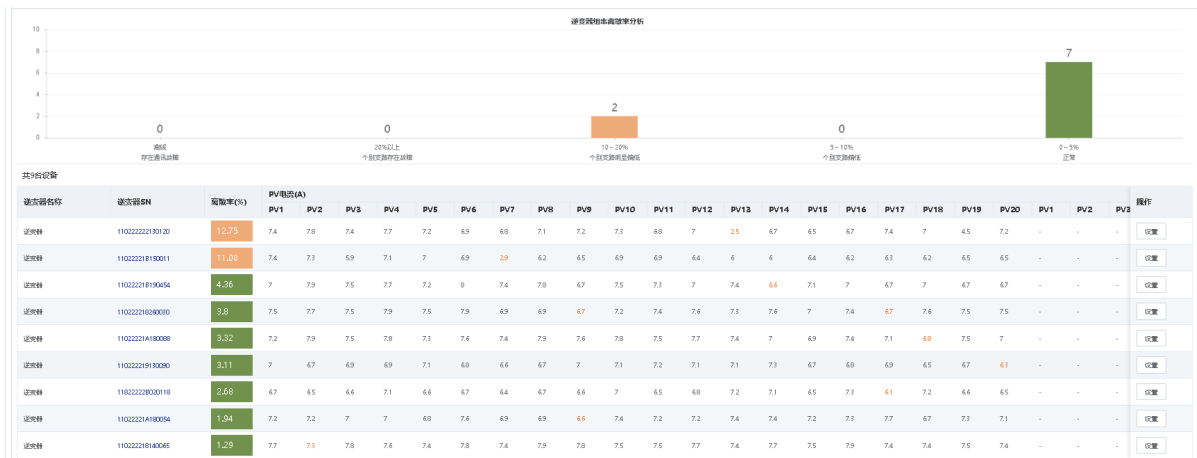 逆变器组串离散率分析
10
8
6
4
2
0
0 0 2 0 7
离线 20%以上 10~20% 5~10% 0~5%
存在通讯故障 个别支路存在故障 个别支路明显偏低 个别支路偏低 正常
共9台设备
逆变器名称 逆变器SN 离散率(%) PV电流(A) 操作
PV1 PV2 PV3 PV4 PV5 PV6 PV7 PV8 PV9 PV10 PV11 PV12 PV13 PV14 PV15 PV16 PV17 PV18 PV19 PV20 PV1 PV2 PV3
逆变器 110222222130120 12.75 7.4 7.8 7.4 7.7 7.2 6.9 6.8 7.1 7.2 7.3 6.8 7 2.5 6.7 6.5 6.7 7.4 7 4.5 7.2 - - - 设置
逆变器 11022221B150011 11.08 7.4 7.3 5.9 7.1 7 6.9 2.9 6.2 6.5 6.9 6.9 6.4 6 6 6.4 6.2 6.3 6.2 6.5 6.5 - - - 设置
逆变器 11022221B190454 4.36 7 7.9 7.5 7.7 7.2 8 7.4 7.8 6.7 7.5 7.3 7 7.4 6.6 7.1 7 6.7 7 6.7 6.7 - - - 设置
逆变器 110222218260030 3.8 7.5 7.7 7.5 7.9 7.5 7.9 6.9 6.9 6.7 7.2 7.4 7.6 7.3 7.6 7 7.4 6.7 7.6 7.5 7.5 - - - 设置
逆变器 11022221A180088 3.32 7.2 7.9 7.5 7.8 7.3 7.6 7.4 7.9 7.6 7.8 7.5 7.7 7.4 7 6.9 7.4 7.1 6.8 7.5 7 - - - 设置
逆变器 110222219130090 3.11 7 6.7 6.9 6.9 7.1 6.8 6.6 6.7 7 7.1 7.2 7.1 7.1 7.3 6.7 6.8 6.9 6.5 6.7 6.3 - - - 设置
逆变器 11822222B020118 2.68 6.7 6.5 6.6 7.1 6.6 6.7 6.4 6.7 6.6 7 6.5 6.8 7.2 7.1 6.5 7.3 6.1 7.2 6.6 6.5 - - - 设置
逆变器 11022221A180054 1.94 7.2 7.2 7 7 6.8 7.6 6.9 6.9 6.6 7.4 7.2 7.2 7.4 7.4 7.2 7.3 7.7 6.7 7.3 7.1 - - - 设置
逆变器 110222218140065 1.29 7.7 7.3 7.8 7.6 7.4 7.8 7.4 7.9 7.8 7.5 7.5 7.7 7.4 7.7 7.5 7.9 7.4 7.4 7.5 7.4 - - - 设置